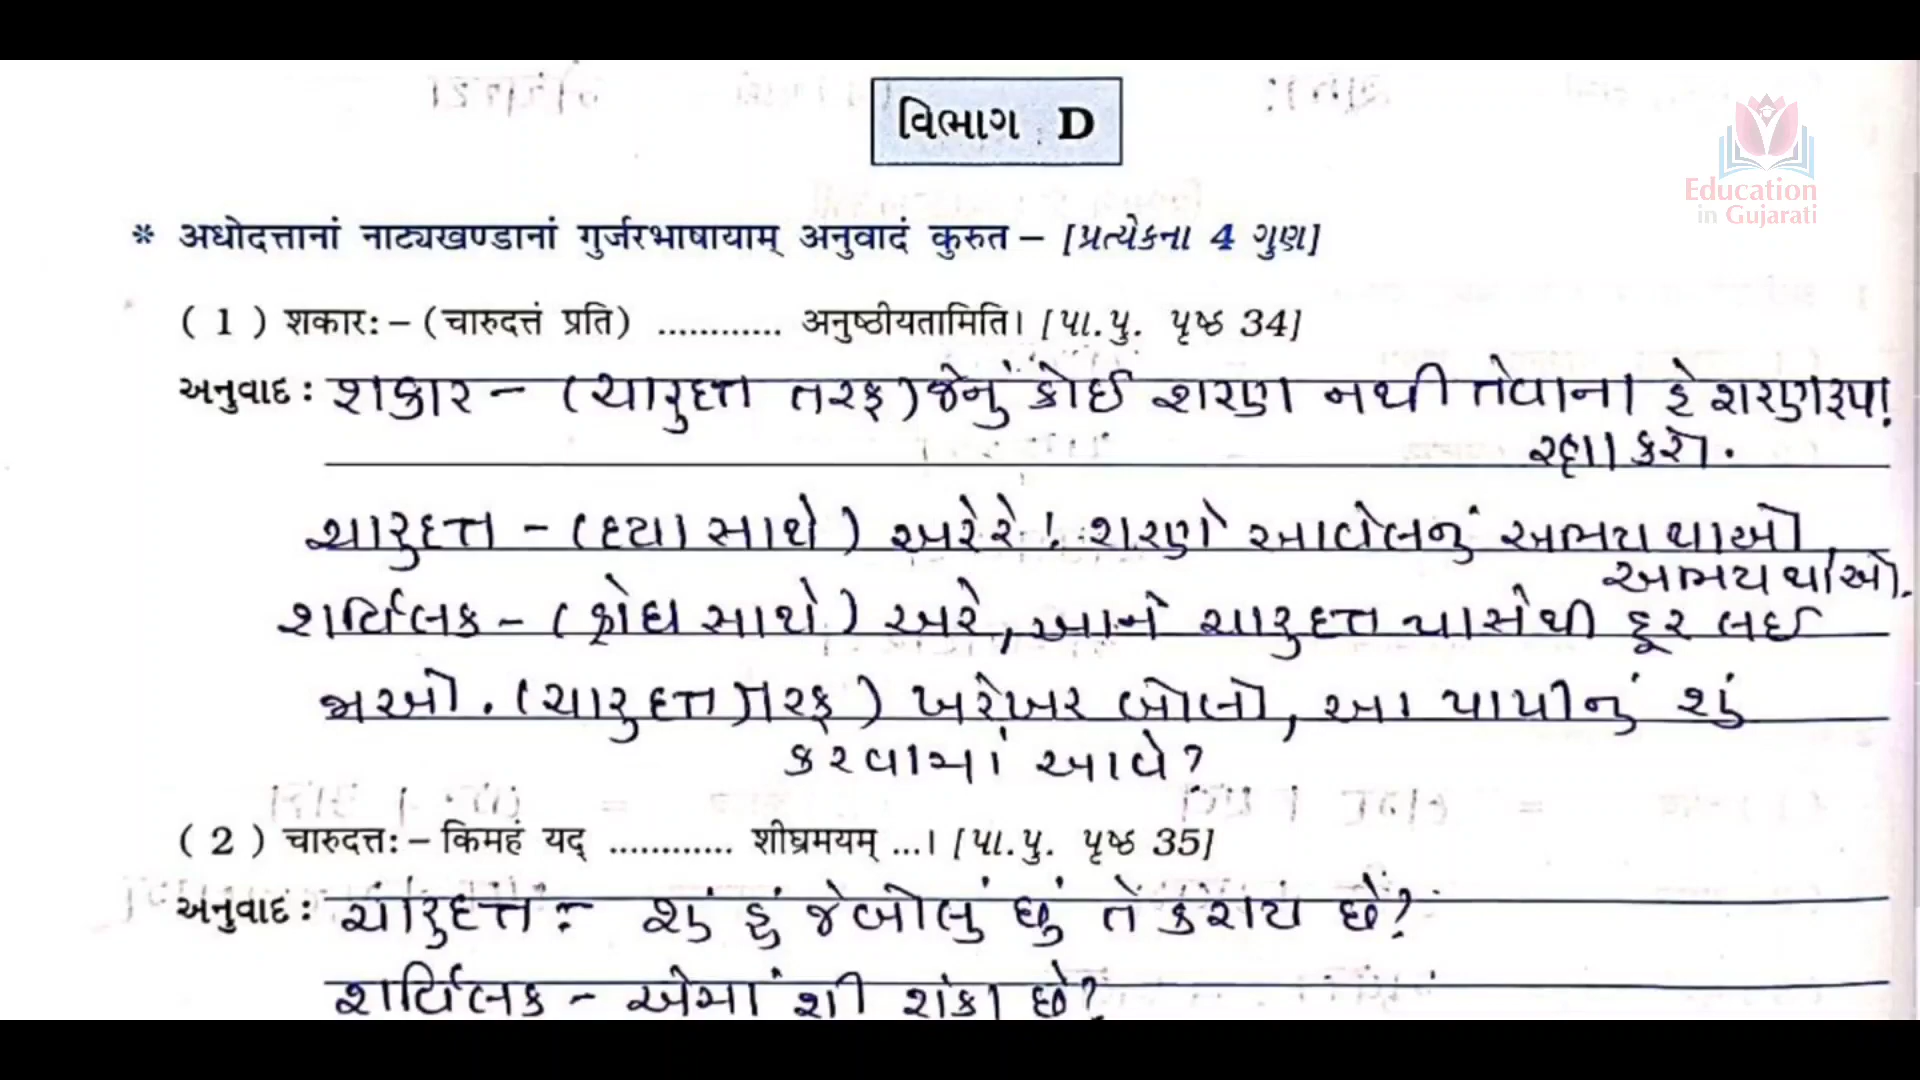 વિભાગ D
Education
in Gujarati
* अधोदत्तानां नाट्यखण्डानां गुर्जरभाषायाम् अनुवादं कुरुत – [પ્રત્યેકના 4 ગુણ]
( 1 ) शकारः – (चारुदत्तं प्रति) ............ अनुष्ठीयतामिति। [પા.પુ. પૃષ્ઠ 34]
અનુવાદ : શકાર – (ચારુદત્ત તરફ) જેનું કોઈ શરણ નથી તેવાના હે શરણરૂપ!
રક્ષા કરો.
ચારુદત્ત – (દયા સાથે) અરેરે! શરણે આવેલનું અભય થાઓ,
અભય થાઓ.
શર્વિલક – (ક્રોધ સાથે) અરે, આને ચારુદત્ત પાસેથી દૂર લઈ
જાઓ. (ચારુદત્ત તરફ) ખરેખર બોલો, આ પાપીનું શું
કરવામાં આવે?
( 2 ) चारुदत्तः – किमहं यद् ............ शीघ्रमयम् ...। [પા.પુ. પૃષ્ઠ 35]
અનુવાદ : ચારુદત્ત :- શું હું જે બોલું છું તે કરાય છે?
શર્વિલક – એમાં શી શંકા છે?